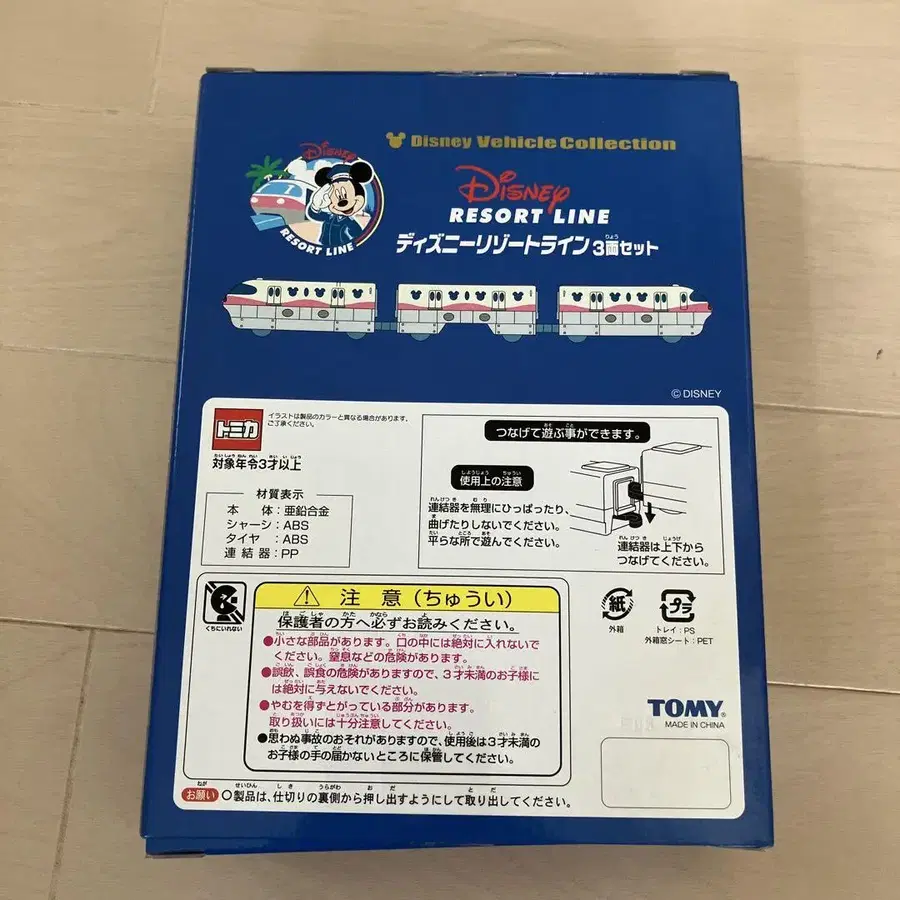 Disney Vehicle Collection
DISNEY
RESORT LINE
DISNEY
RESORT LINE
ディズニーリゾートライン3両セット
© DISNEY
トミカ
イラストは製品のカラーと異なる場合があります。
ご了承ください。
対象年令3才以上
材質表示
本体:亜鉛合金
シャーシ:ABS
タイヤ:ABS
連結器:PP
つなげて遊ぶ事ができます。
使用上の注意
連結器を無理にひっぱったり、
曲げたりしないでください。
平らな所で遊んでください。
連結器は上下から
つなげてください。
くちにいれない
注意(ちゅうい)
保護者の方へ必ずお読みください。
●小さな部品があります。口の中には絶対に入れないで
ください。窒息などの危険があります。
●誤飲、誤食の危険がありますので、3才未満のお子様に
は絶対に与えないでください。
●やむを得ずとがっている部分があります。
取り扱いには十分注意してください。
●思わぬ事故のおそれがありますので、使用後は3才未満の
お子様の手の届かないところに保管してください。
お願い ○製品は、仕切りの裏側から押し出すようにして取り出してください。
紙
外箱
プラ
トレイ:PS
外箱窓シート:PET
TOMY
MADE IN CHINA